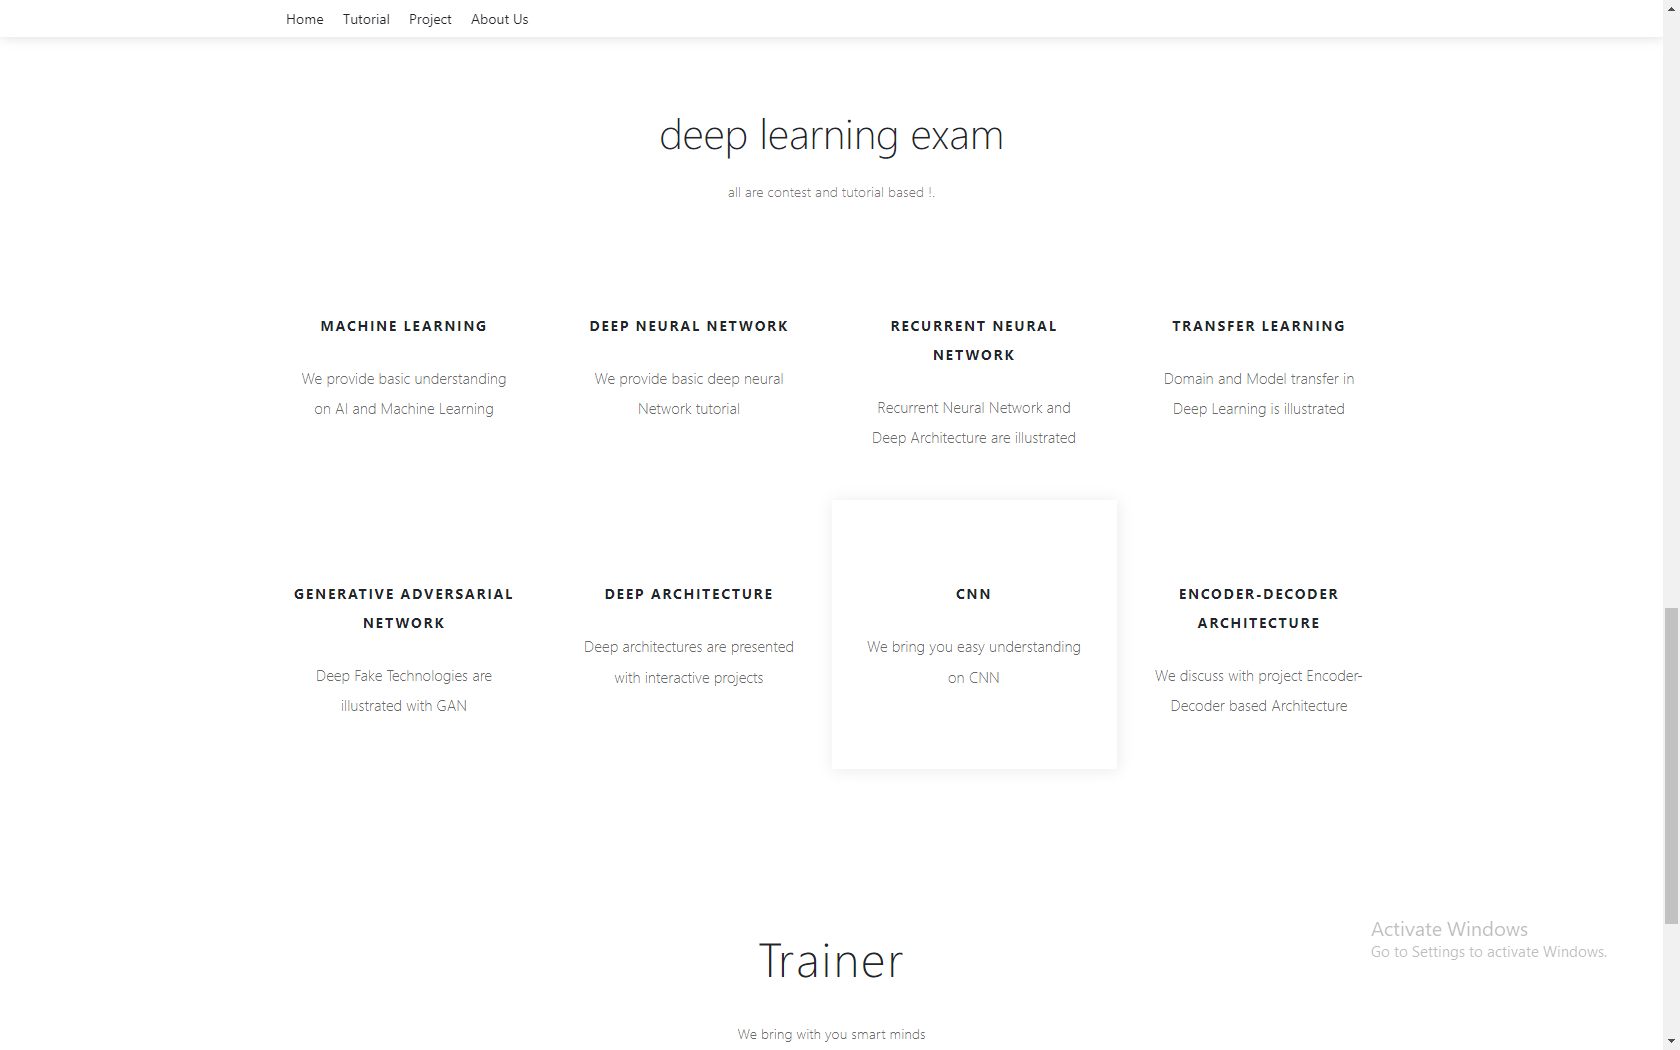 Home Tutorial Project About Us
deep learning exam
all are contest and tutorial based !.
MACHINE LEARNING
We provide basic understanding
on AI and Machine Learning
DEEP NEURAL NETWORK
We provide basic deep neural
Network tutorial
RECURRENT NEURAL
NETWORK
Recurrent Neural Network and
Deep Architecture are illustrated
TRANSFER LEARNING
Domain and Model transfer in
Deep Learning is illustrated
GENERATIVE ADVERSARIAL
NETWORK
Deep Fake Technologies are
illustrated with GAN
DEEP ARCHITECTURE
Deep architectures are presented
with interactive projects
CNN
We bring you easy understanding
on CNN
ENCODER-DECODER
ARCHITECTURE
We discuss with project Encoder-
Decoder based Architecture
Trainer
We bring with you smart minds
Activate Windows
Go to Settings to activate Windows.